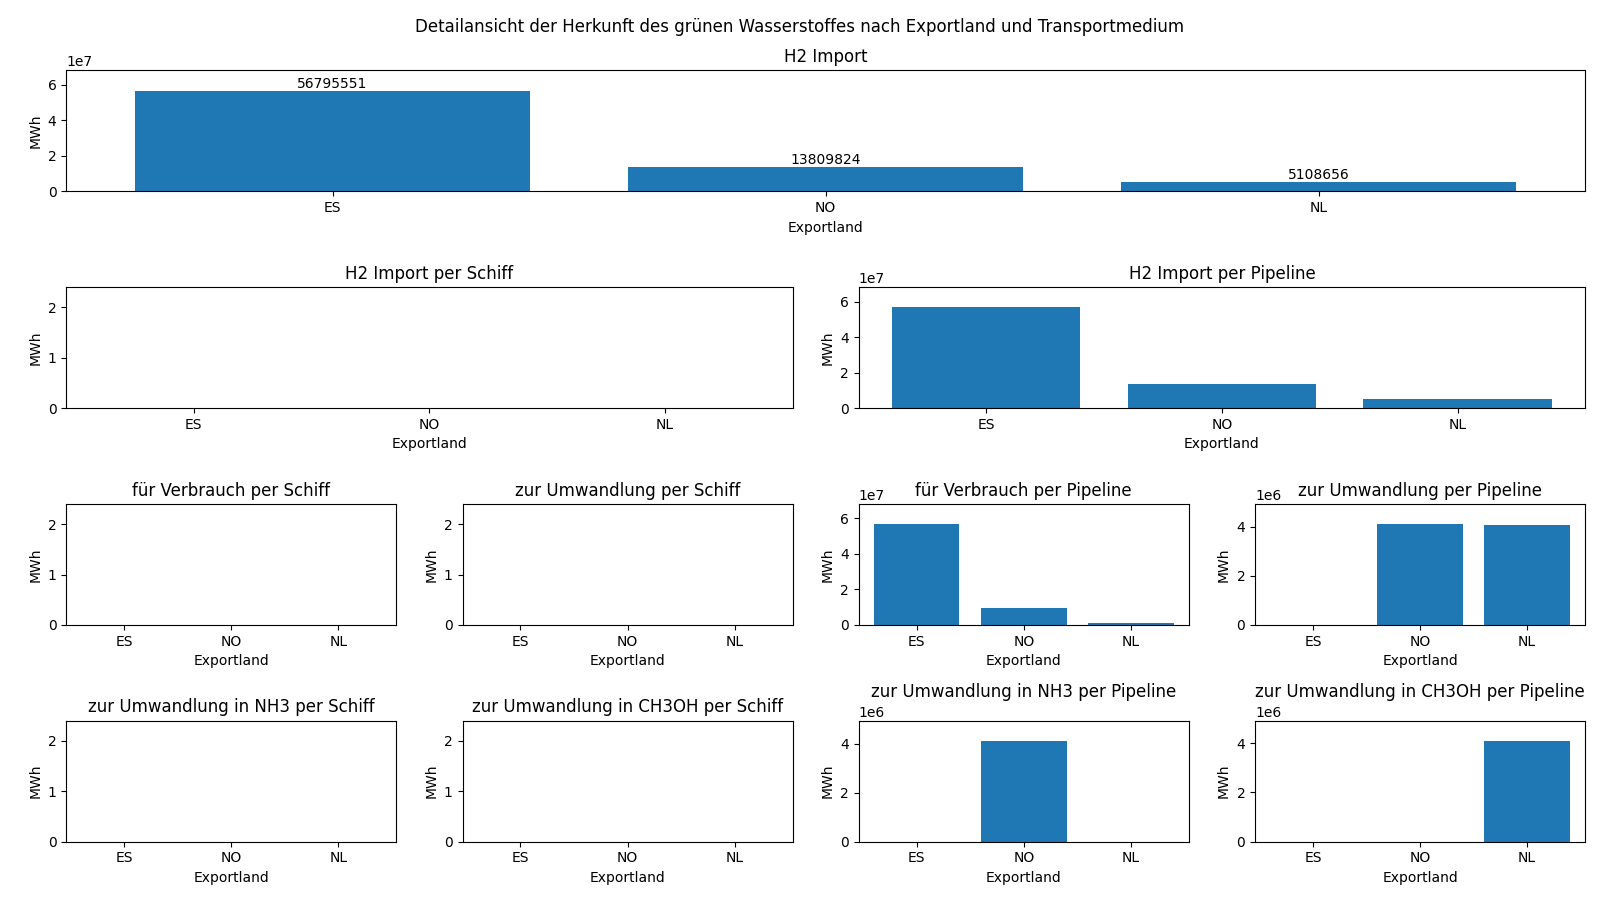 Detailansicht der Herkunft des grünen Wasserstoffes nach Exportland und Transportmedium
H2 Import
1e7
6
4
2
0
MWh
56795551
13809824
5108656
ES NO NL
Exportland
H2 Import per Schiff
2
1
0
MWh
ES NO NL
Exportland
H2 Import per Pipeline
1e7
6
4
2
0
MWh
ES NO NL
Exportland
für Verbrauch per Schiff
2
1
0
MWh
ES NO NL
Exportland
zur Umwandlung per Schiff
2
1
0
MWh
ES NO NL
Exportland
für Verbrauch per Pipeline
1e7
6
4
2
0
MWh
ES NO NL
Exportland
zur Umwandlung per Pipeline
1e6
4
2
0
MWh
ES NO NL
Exportland
zur Umwandlung in NH3 per Schiff
2
1
0
MWh
ES NO NL
Exportland
zur Umwandlung in CH3OH per Schiff
2
1
0
MWh
ES NO NL
Exportland
zur Umwandlung in NH3 per Pipeline
1e6
4
2
0
MWh
ES NO NL
Exportland
zur Umwandlung in CH3OH per Pipeline
1e6
4
2
0
MWh
ES NO NL
Exportland